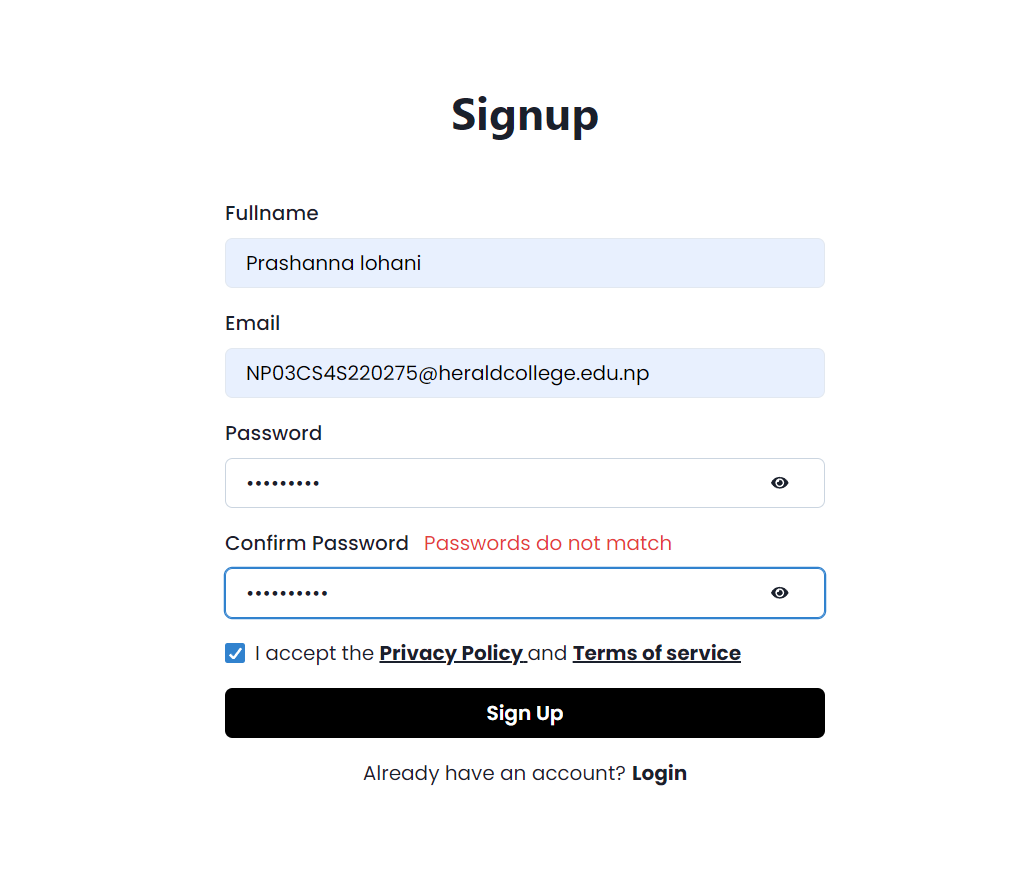 Signup
Fullname
Prashanna lohani
Email
NP03CS4S220275@heraldcollege.edu.np
Password
•••••••••
Confirm Password Passwords do not match
••••••••••
I accept the Privacy Policy and Terms of service
Sign Up
Already have an account? Login